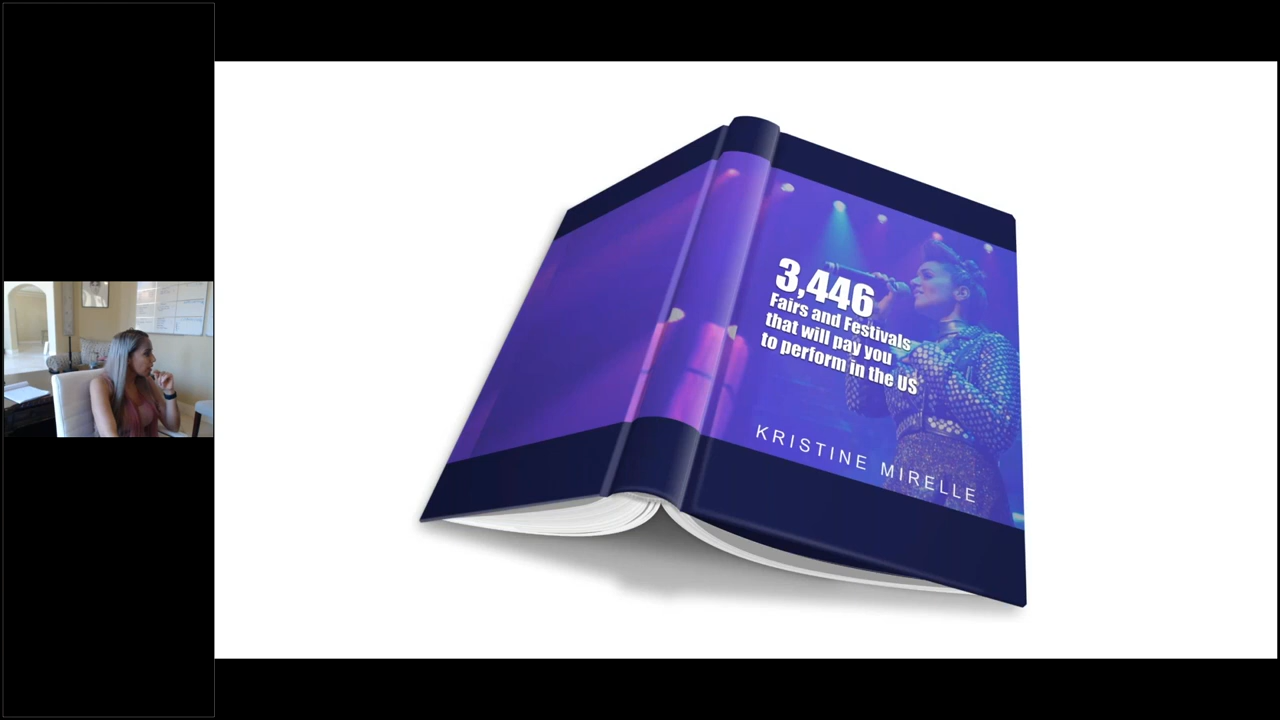 3,446
Fairs and Festivals
that will pay you
to perform in the US
KRISTINE MIRELLE